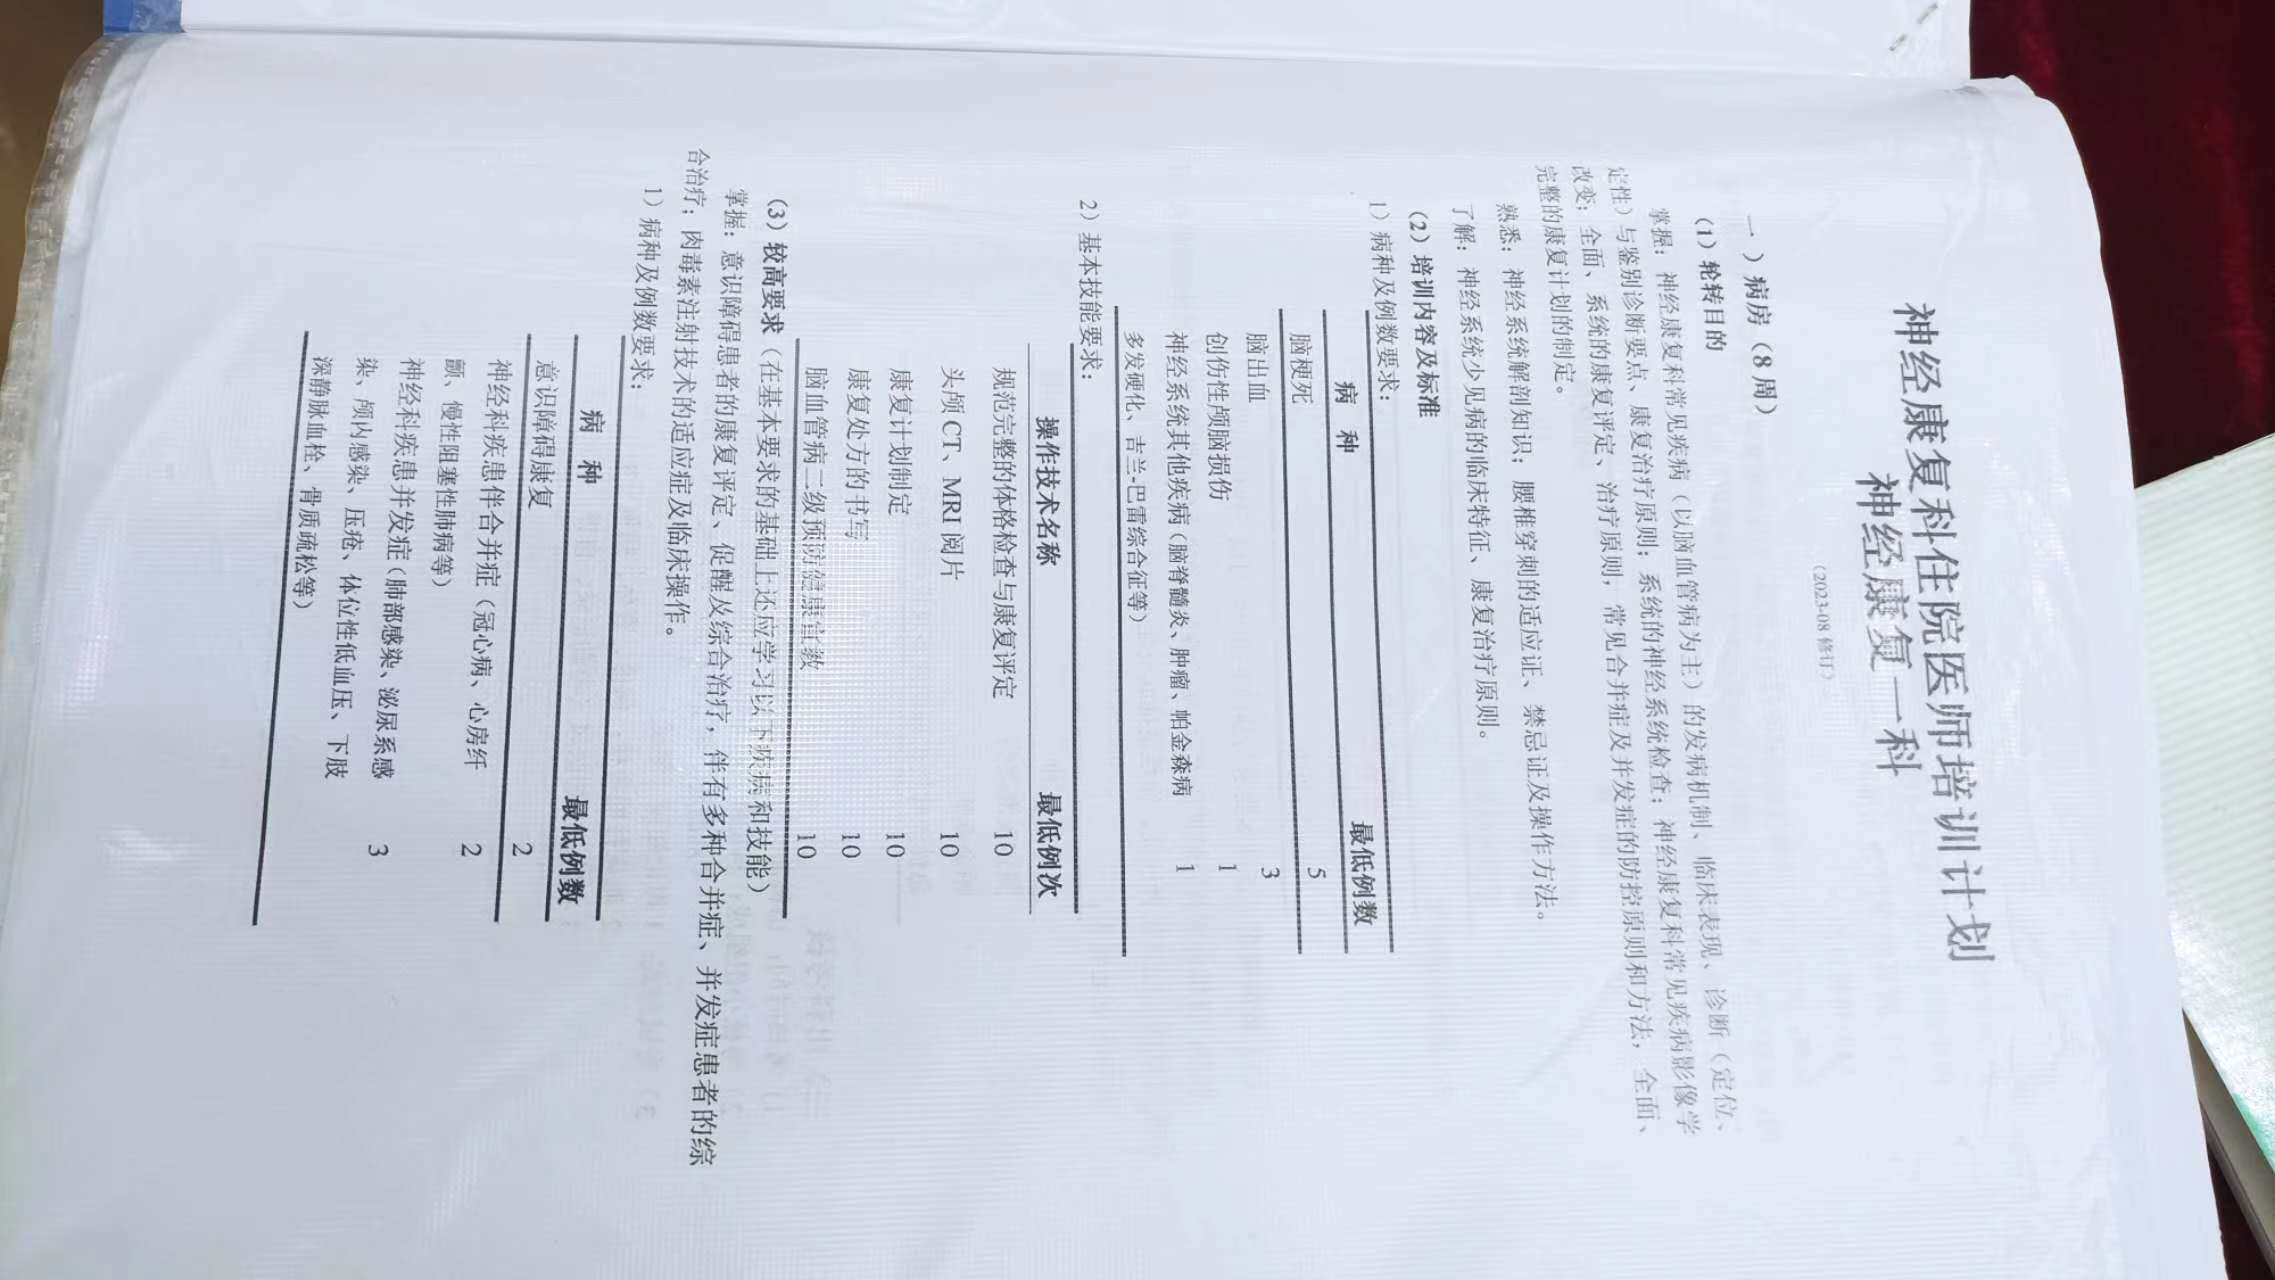 神经康复科住院医师培训计划
神经康复一科
(2023-08 修订)
一）病房（8 周）
(1) 轮转目的
掌握：神经康复科常见疾病（以脑血管病为主）的发病机制、临床表现、诊断（定位、
定性）与鉴别诊断要点、康复治疗原则；系统的神经系统检查；神经康复科常见疾病影像学
改变；全面、系统的康复评定、治疗原则，常见合并症及并发症的防控原则和方法，全面、
完整的康复计划的制定。
熟悉：神经系统解剖知识；腰椎穿刺的适应证、禁忌证及操作方法。
了解：神经系统少见病的临床特征、康复治疗原则。
(2) 培训内容及标准
1）病种及例数要求：
病 种 最低例数
脑梗死 5
脑出血 3
创伤性颅脑损伤 1
神经系统其他疾病（脑脊髓炎、肿瘤、帕金森病 1
多发硬化、吉兰-巴雷综合征等）
2）基本技能要求：
操作技术名称 最低例次
规范完整的体格检查与康复评定 10
头颅 CT、MRI 阅片 10
康复计划制定 10
康复处方的书写 10
脑血管病二级预防健康宣教 10
(3) 较高要求（在基本要求的基础上还应学习以下疾病和技能）
掌握：意识障碍患者的康复评定、促醒及综合治疗，伴有多种合并症、并发症患者的综
合治疗；肉毒素注射技术的适应症及临床操作。
1）病种及例数要求：
病 种 最低例数
意识障碍康复 2
神经科疾患伴合并症（冠心病、心房纤 2
颤、慢性阻塞性肺病等）
神经科疾患并发症（肺部感染、泌尿系感 3
染、颅内感染、压疮、体位性低血压、下肢
深静脉血栓、骨质疏松等）